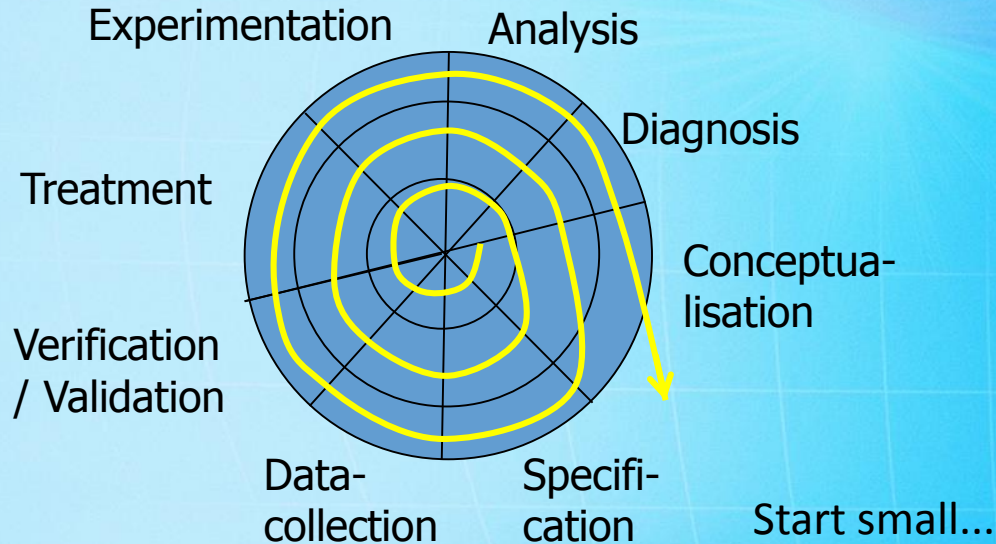 Experimentation
Analysis
Diagnosis
Treatment
Conceptua-
lisation
Verification
/ Validation
Data-
collection
Specifi-
cation
Start small...